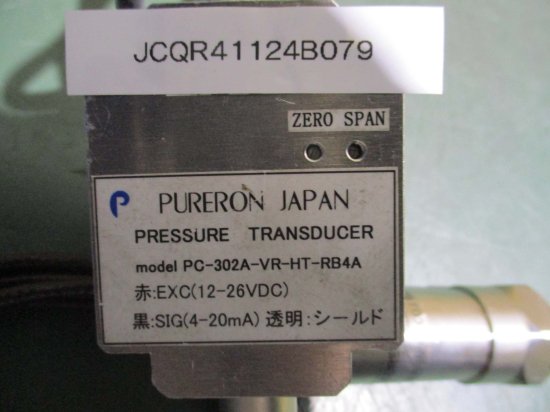 JCQR41124B079
ZERO SPAN
PURERON JAPAN
PRESSURE TRANSDUCER
model PC-302A-VR-HT-RB4A
赤:EXC(12-26VDC)
黒:SIG(4-20mA) 透明:シールド